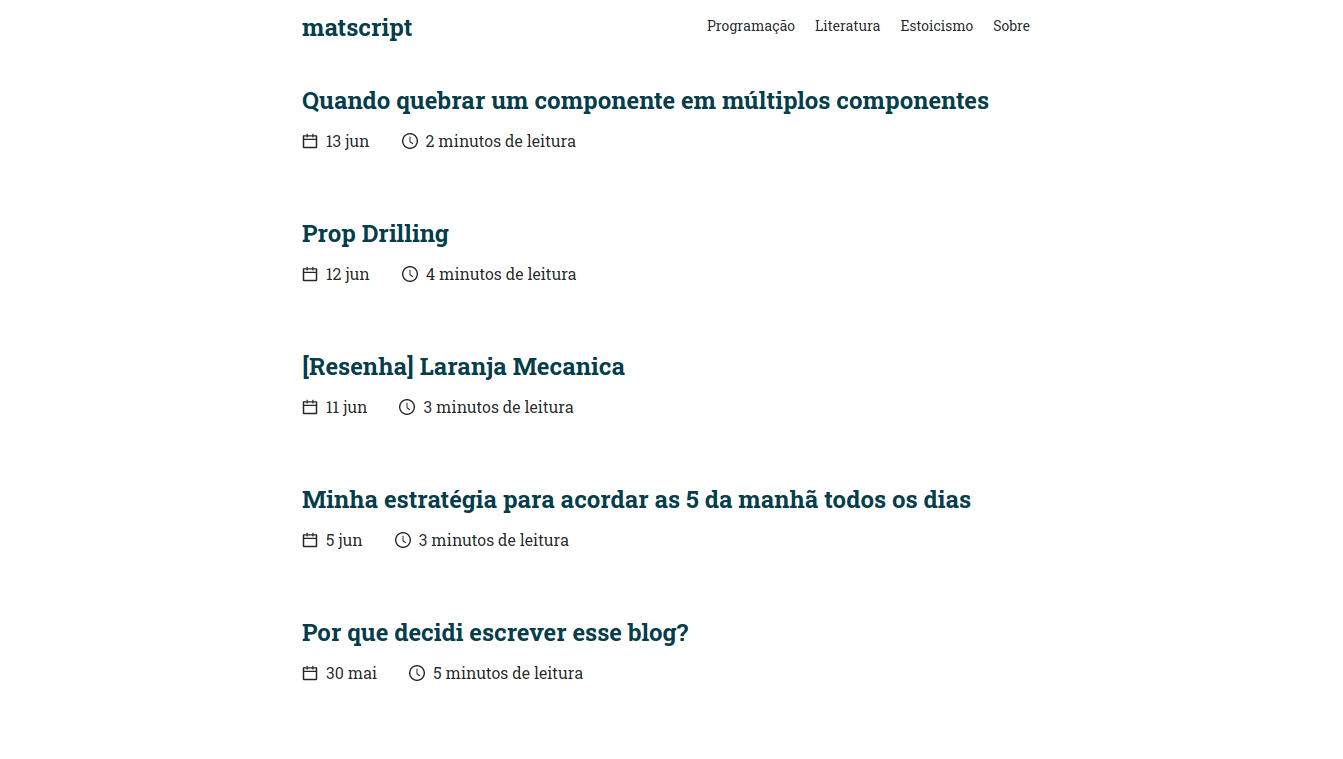 matscript
Programação Literatura Estoicismo Sobre
Quando quebrar um componente em múltiplos componentes
13 jun 2 minutos de leitura
Prop Drilling
12 jun 4 minutos de leitura
[Resenha] Laranja Mecanica
11 jun 3 minutos de leitura
Minha estratégia para acordar as 5 da manhã todos os dias
5 jun 3 minutos de leitura
Por que decidi escrever esse blog?
30 mai 5 minutos de leitura